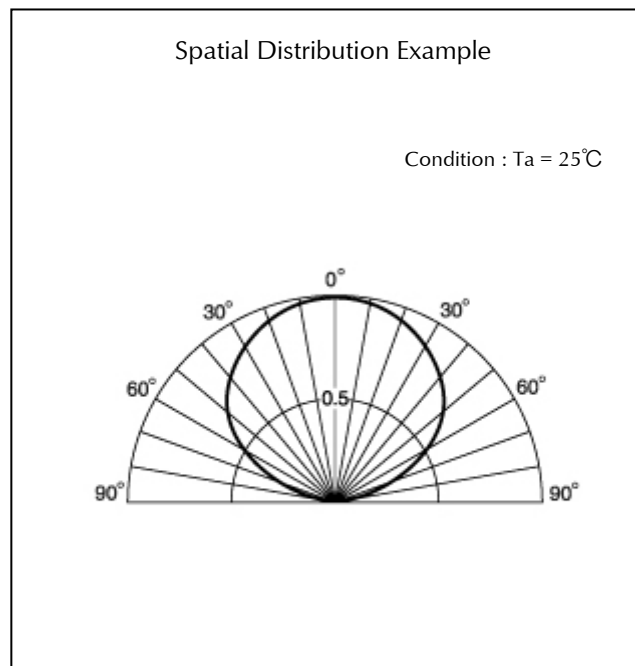 Spatial Distribution Example
Condition : Ta = 25℃
0°
30° 30°
60° 60°
0.5
90° 90°